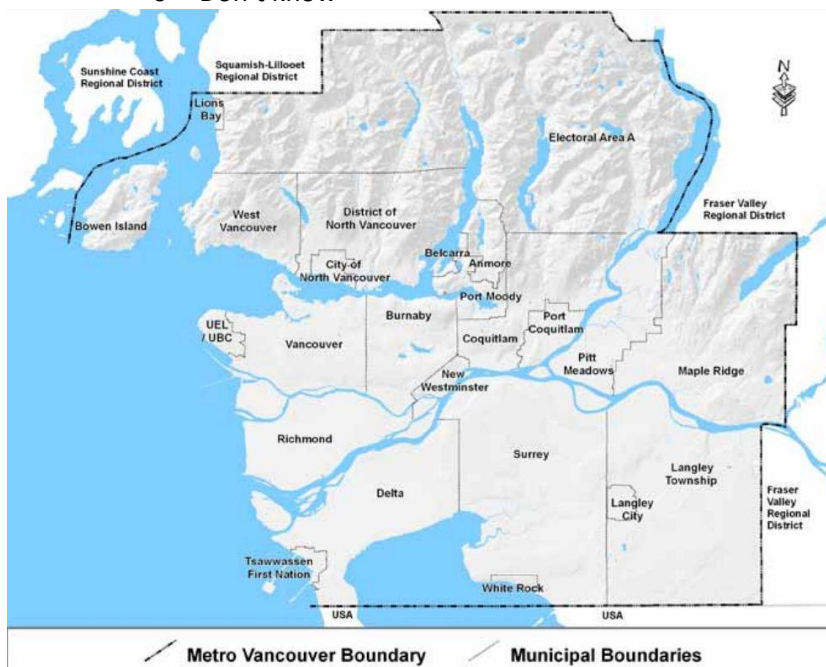 Don't know
Sunshine Coast
Regional District
Squamish-Lillooet
Regional District
N
Lions
Bay
Electoral Area A
Fraser Valley
Regional District
Bowen Island
West
Vancouver
District of
North Vancouver
City of
North Vancouver
Belcarra
Anmore
Port Moody
UEL
/ UBC
Vancouver
Burnaby
Coquitlam
Port
Coquitlam
New
Westminster
Pitt
Meadows
Maple Ridge
Richmond
Surrey
Langley
Township
Delta
Langley
City
Fraser
Valley
Regional
District
Tsawwassen
First Nation
White Rock
USA
USA
Metro Vancouver Boundary
Municipal Boundaries